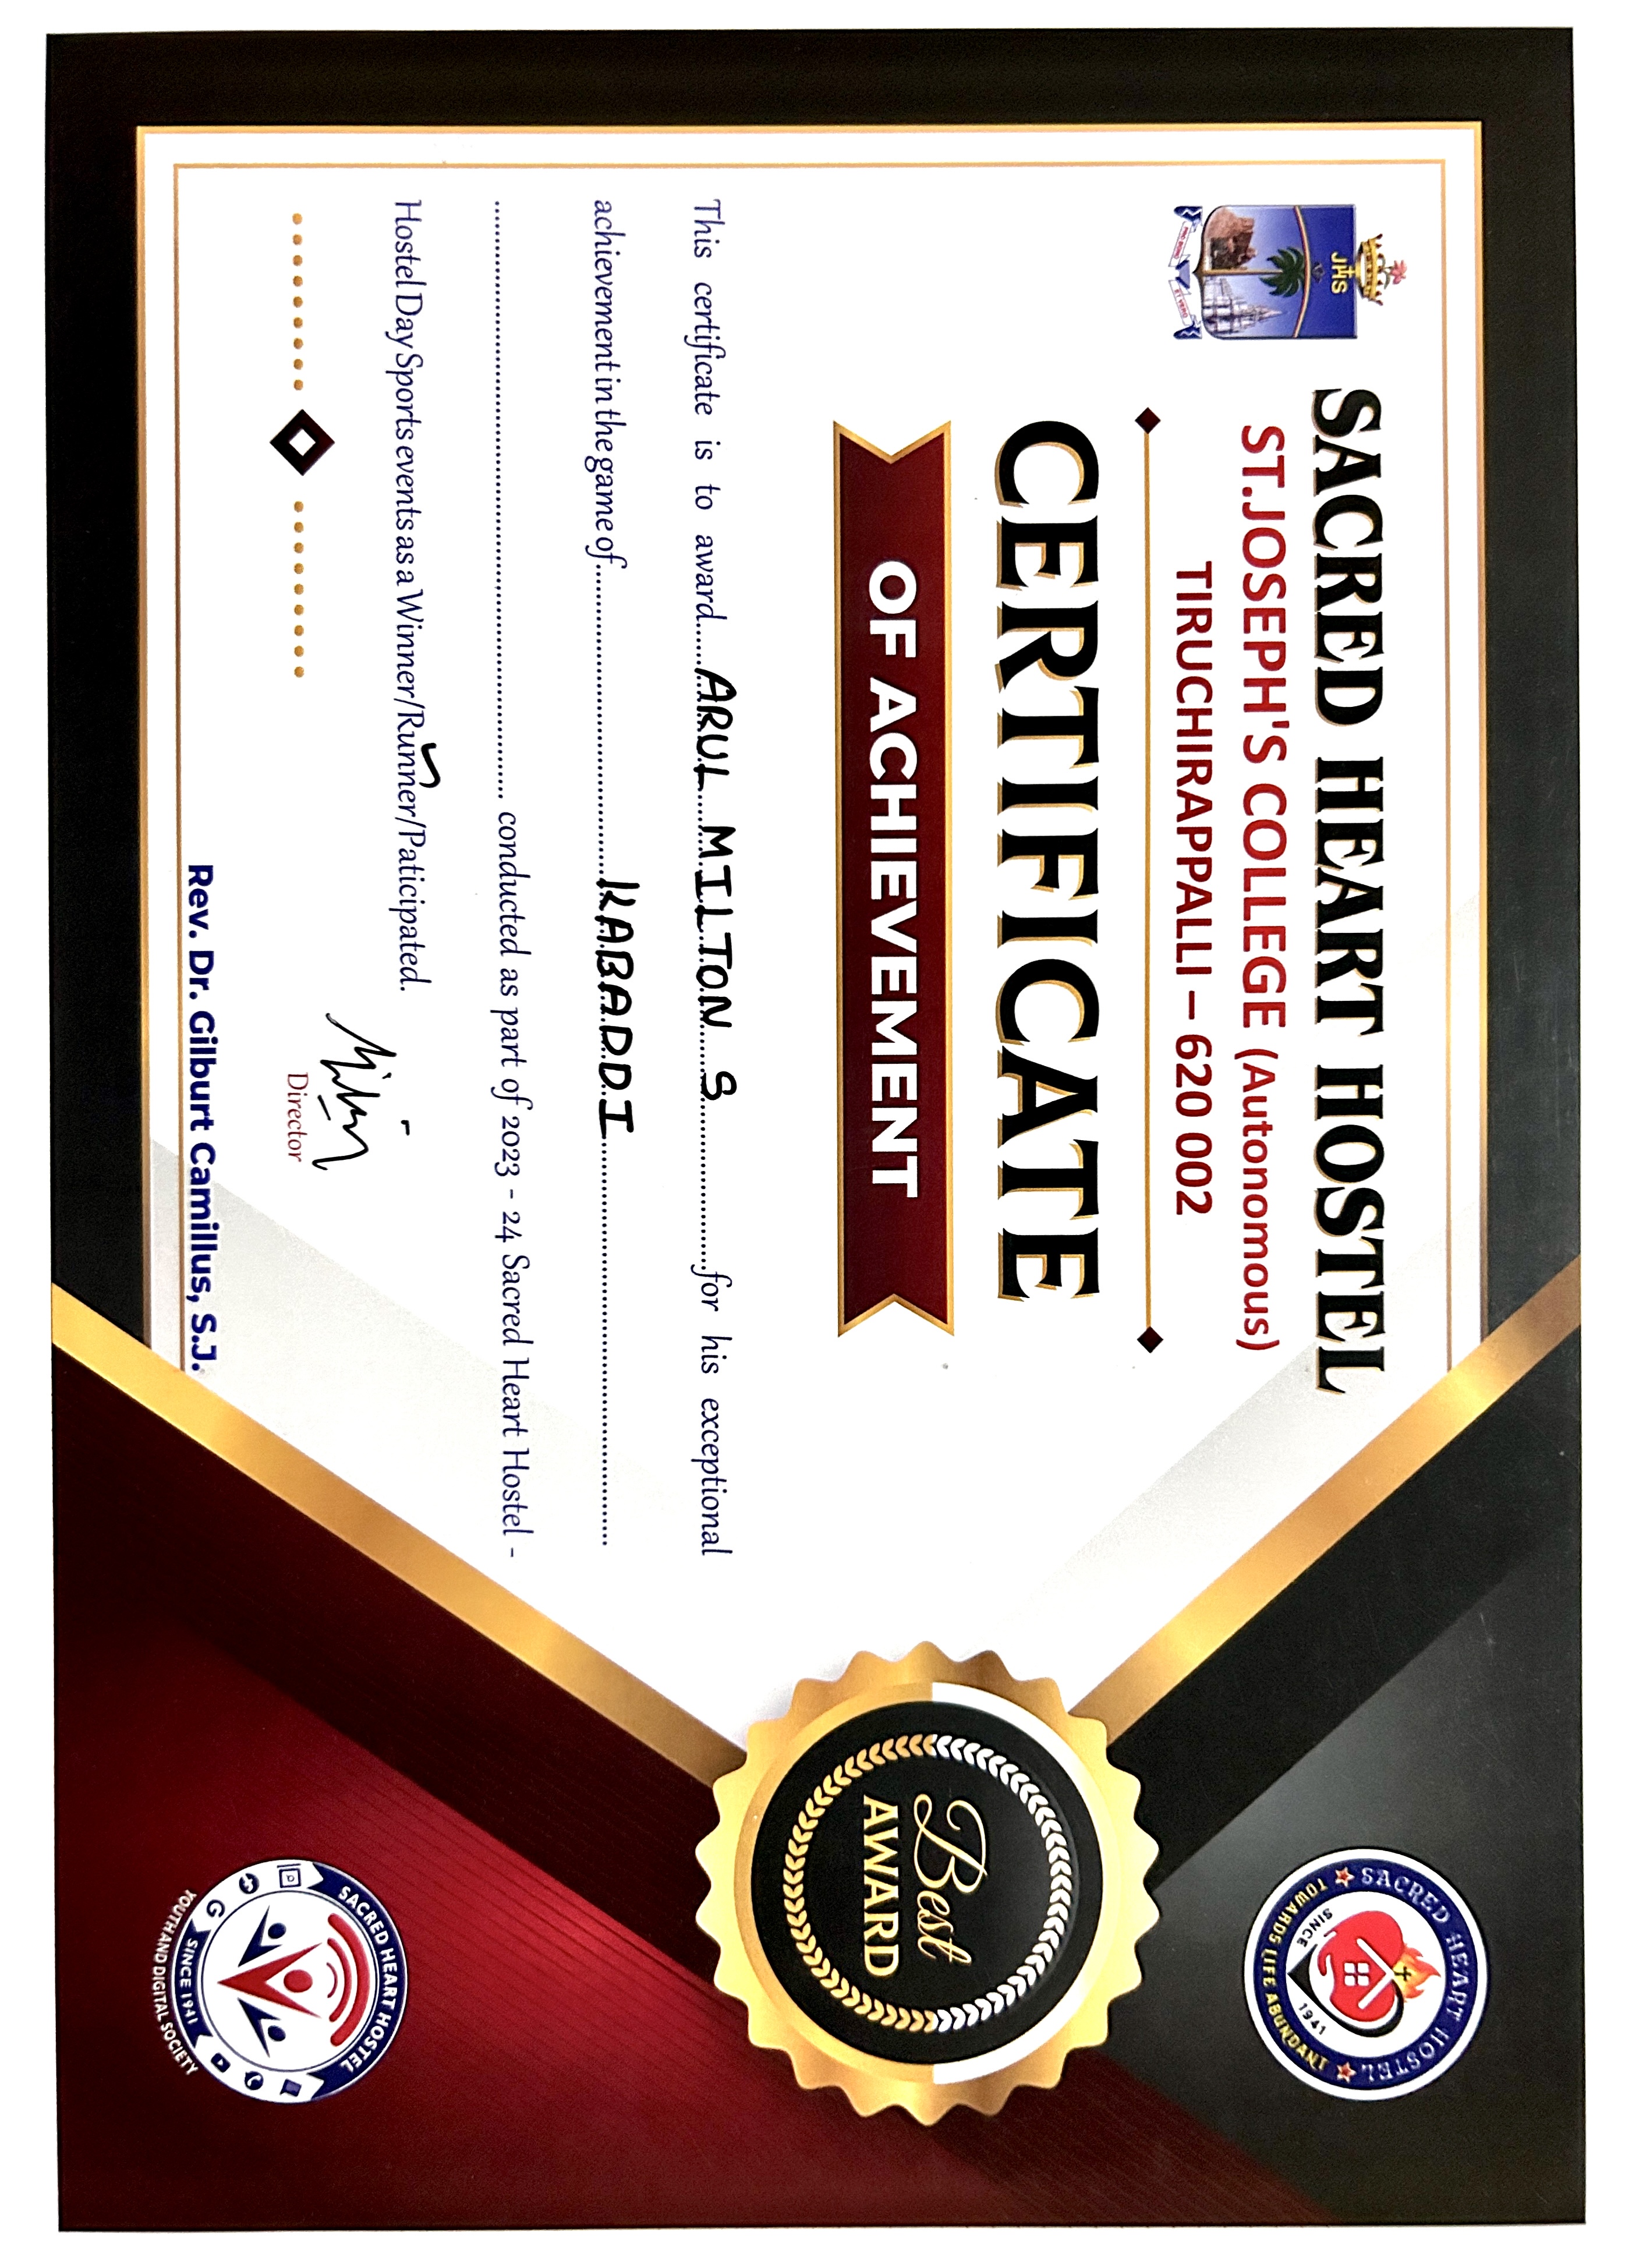 SACRED HEART HOSTEL
ST.JOSEPH'S COLLEGE (Autonomous)
TIRUCHIRAPPALLI – 620 002
JHS
PRO BONO ET VERO
CERTIFICATE
OF ACHIEVEMENT
SACRED HEART HOSTEL
SINCE 1941
TOWARDS LIFE ABUNDANT
Best
AWARD
This certificate is to award......ARUL MILTON S......for his exceptional
achievement in the game of......KABADDI......
...... conducted as part of 2023 - 24 Sacred Heart Hostel -
Hostel Day Sports events as a Winner/Runner/Paticipated.
Director
Rev. Dr. Gilburt Camillus, S.J.
SACRED HEART HOSTEL
SINCE 1941
YOUTH AND DIGITAL SOCIETY